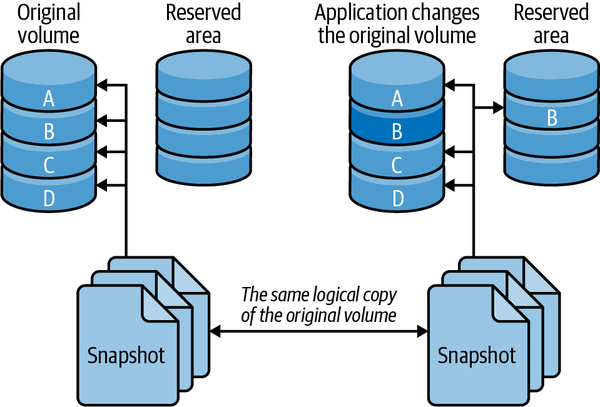 Original
volume
Reserved
area
Application changes
the original volume
Reserved
area
A
B
C
D
A
B
C
D
B
The same logical copy
of the original volume
Snapshot
Snapshot